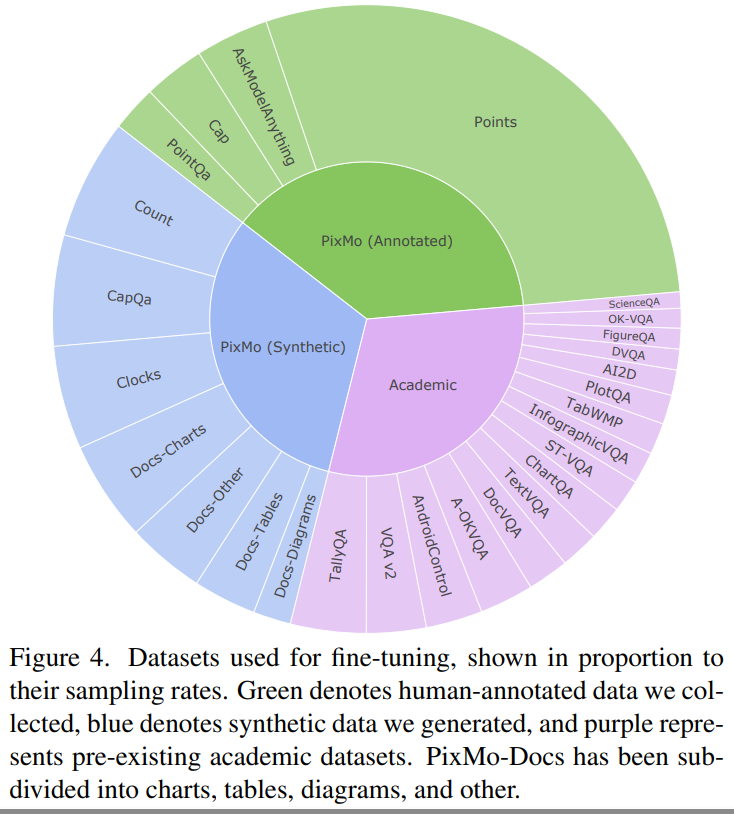 Points
AskModelAnything
Cap
PointQa
PixMo (Annotated)
Count
CapQa
Clocks
Docs-Charts
Docs-Other
Docs-Tables
Docs-Diagrams
PixMo (Synthetic)
Academic
ScienceQA
OK-VQA
FigureQA
DVQA
AI2D
PlotQA
TabWMP
InfographicVQA
ST-VQA
ChartQA
TextVQA
DocVQA
A-OKVQA
AndroidControl
VQA v2
TallyQA
Figure 4. Datasets used for fine-tuning, shown in proportion to
their sampling rates. Green denotes human-annotated data we col-
lected, blue denotes synthetic data we generated, and purple repre-
sents pre-existing academic datasets. PixMo-Docs has been sub-
divided into charts, tables, diagrams, and other.